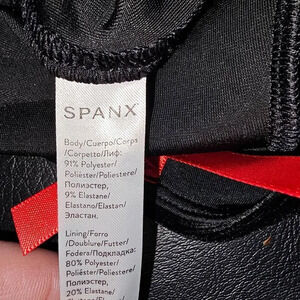 SPANX
Body/Cuerpo/Corps
/Corpetto/Лиф:
91% Polyester/
Poliéster/Poliestere/
Полиэстер,
9% Elastane/
Elastano/Elastan/
Эластан.
Lining/Forro
/Doublure/Futter/
Fodera/Подкладка
80% Polyester/
Poliéster/Poliestere/
Полиэстер,
20% Elastane/